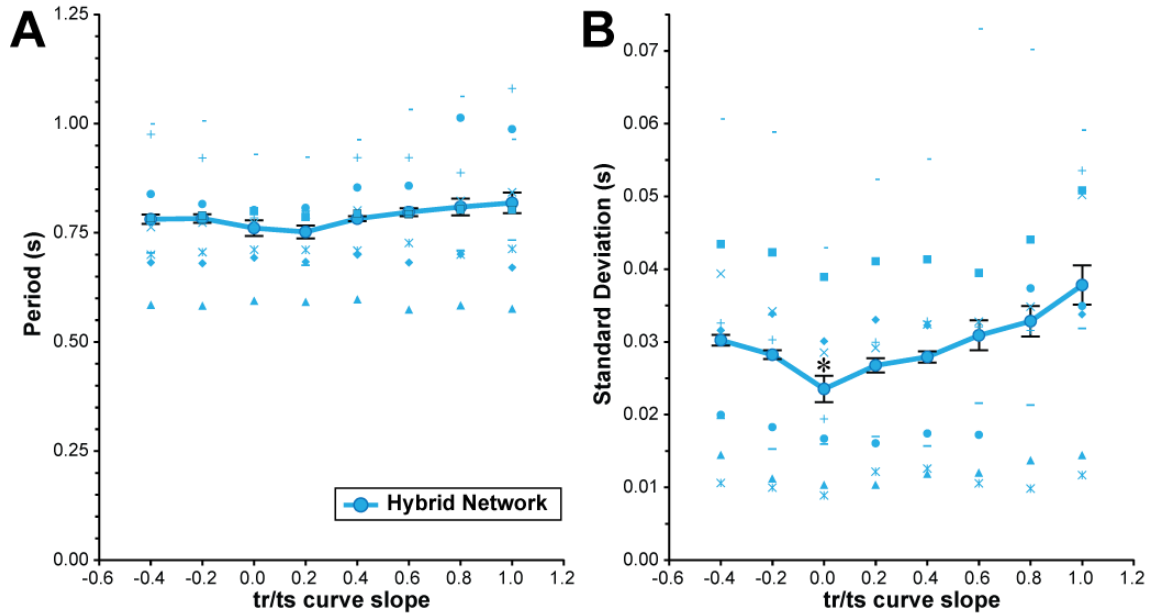 A
Period (s)
1.25
1.00
0.75
0.50
0.25
0.00
-0.6 -0.4 -0.2 0.0 0.2 0.4 0.6 0.8 1.0 1.2
tr/ts curve slope
Hybrid Network
B
Standard Deviation (s)
0.07
0.06
0.05
0.04
0.03
0.02
0.01
0.00
*
-0.6 -0.4 -0.2 0.0 0.2 0.4 0.6 0.8 1.0 1.2
tr/ts curve slope